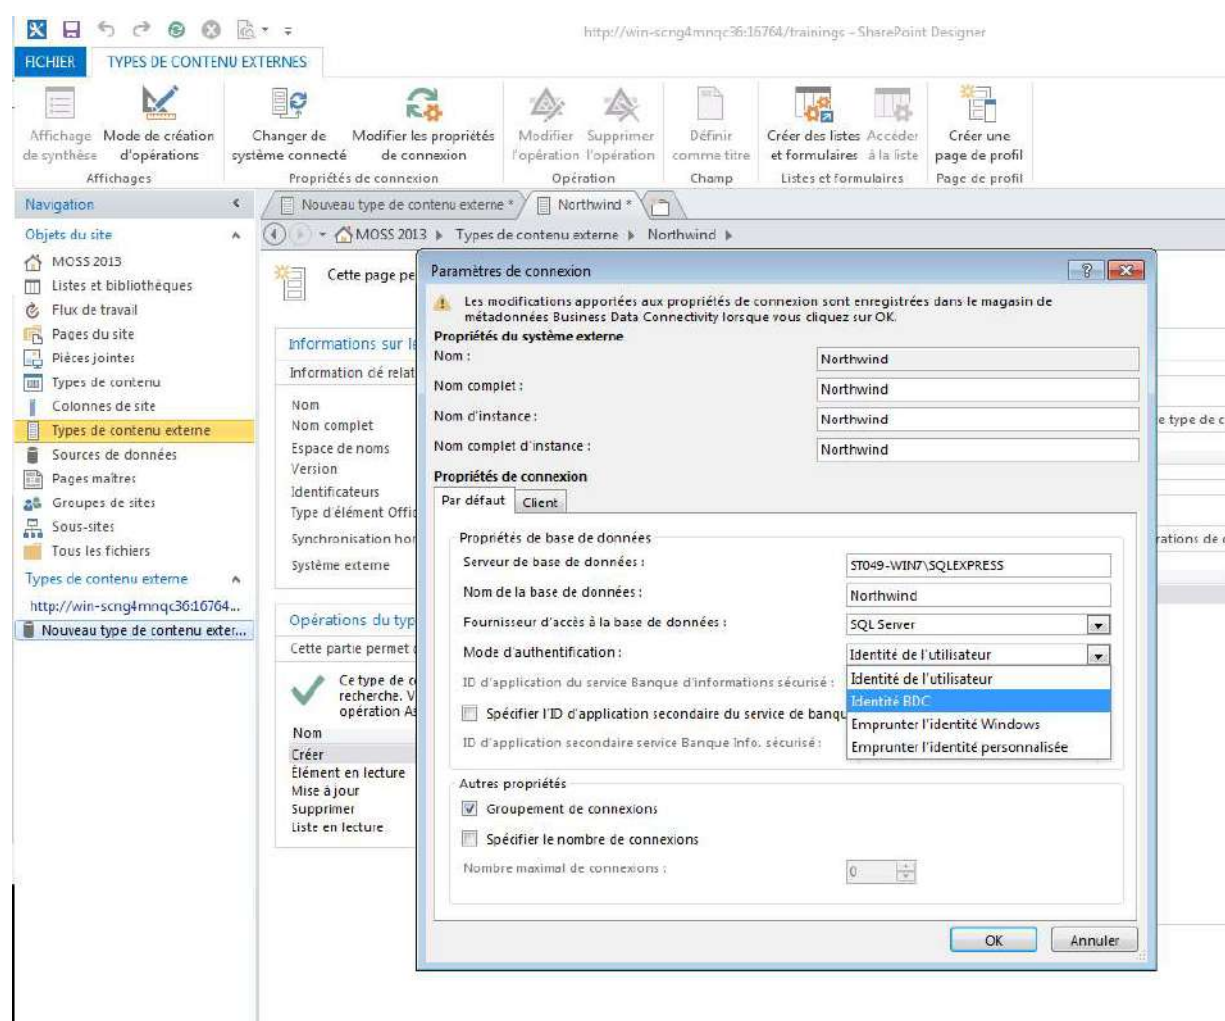 http://win-scng4mnqc36:16764/trainings - SharePoint Designer
FICHIER
TYPES DE CONTENU EXTERNES
Affichage de synthèse
Mode de création d'opérations
Changer de système connecté
Modifier les propriétés de connexion
Modifier l'opération
Supprimer l'opération
Définir comme titre
Créer des listes et formulaires
Accéder à la liste
Créer une page de profil
Affichages
Propriétés de connexion
Opération
Champ
Listes et formulaires
Page de profil
Navigation
Nouveau type de contenu externe *
Northwind *
Objets du site
MOSS 2013
Types de contenu externe
Northwind
MOSS 2013
Listes et bibliothèques
Flux de travail
Pages du site
Pièces jointes
Types de contenu
Colonnes de site
Types de contenu externe
Sources de données
Pages maîtres
Groupes de sites
Sous-sites
Tous les fichiers
Types de contenu externe
http://win-scng4mnqc36:16764...
Nouveau type de contenu exter...
Cette page pe
Informations sur l
Information de relat
Nom
Nom complet
Espace de noms
Version
Identificateurs
Type d'élément Offic
Synchronisation hor
Système externe
Opérations du typ
Cette partie permet
Ce type de c
recherche. V
opération As
Nom
Créer
Élément en lecture
Mise à jour
Supprimer
Liste en lecture
e type de c
rations de
Paramètres de connexion
Les modifications apportées aux propriétés de connexion sont enregistrées dans le magasin de
métadonnées Business Data Connectivity lorsque vous cliquez sur OK.
Propriétés du système externe
Nom :
Northwind
Nom complet :
Northwind
Nom d'instance :
Northwind
Nom complet d'instance :
Northwind
Propriétés de connexion
Par défaut
Client
Propriétés de base de données
Serveur de base de données :
ST049-WIN7\SQLEXPRESS
Nom de la base de données :
Northwind
Fournisseur d'accès à la base de données :
SQL Server
Mode d'authentification :
Identité de l'utilisateur
ID d'application du service Banque d'informations sécurisé :
Identité de l'utilisateur
Identité BDC
Emprunter l'identité Windows
Emprunter l'identité personnalisée
Spécifier l'ID d'application secondaire du service de banqu
ID d'application secondaire service Banque Info. sécurisé :
Autres propriétés
Groupement de connexions
Spécifier le nombre de connexions
Nombre maximal de connexions :
0
OK
Annuler